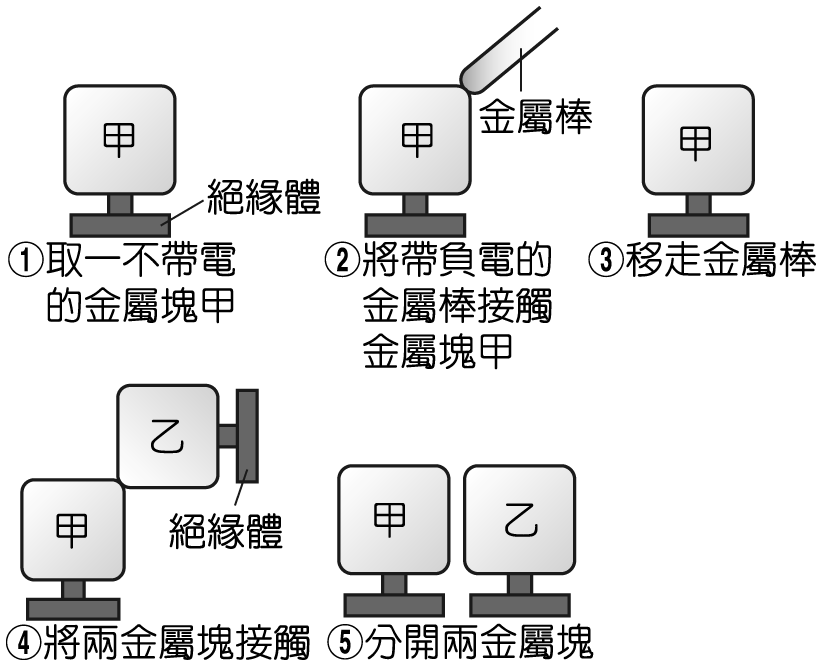 甲
甲
金屬棒
甲
絕緣體
①取一不帶電
的金屬塊甲
②將帶負電的
金屬棒接觸
金屬塊甲
③移走金屬棒
乙
甲
絕緣體
甲
乙
④將兩金屬塊接觸
⑤分開兩金屬塊